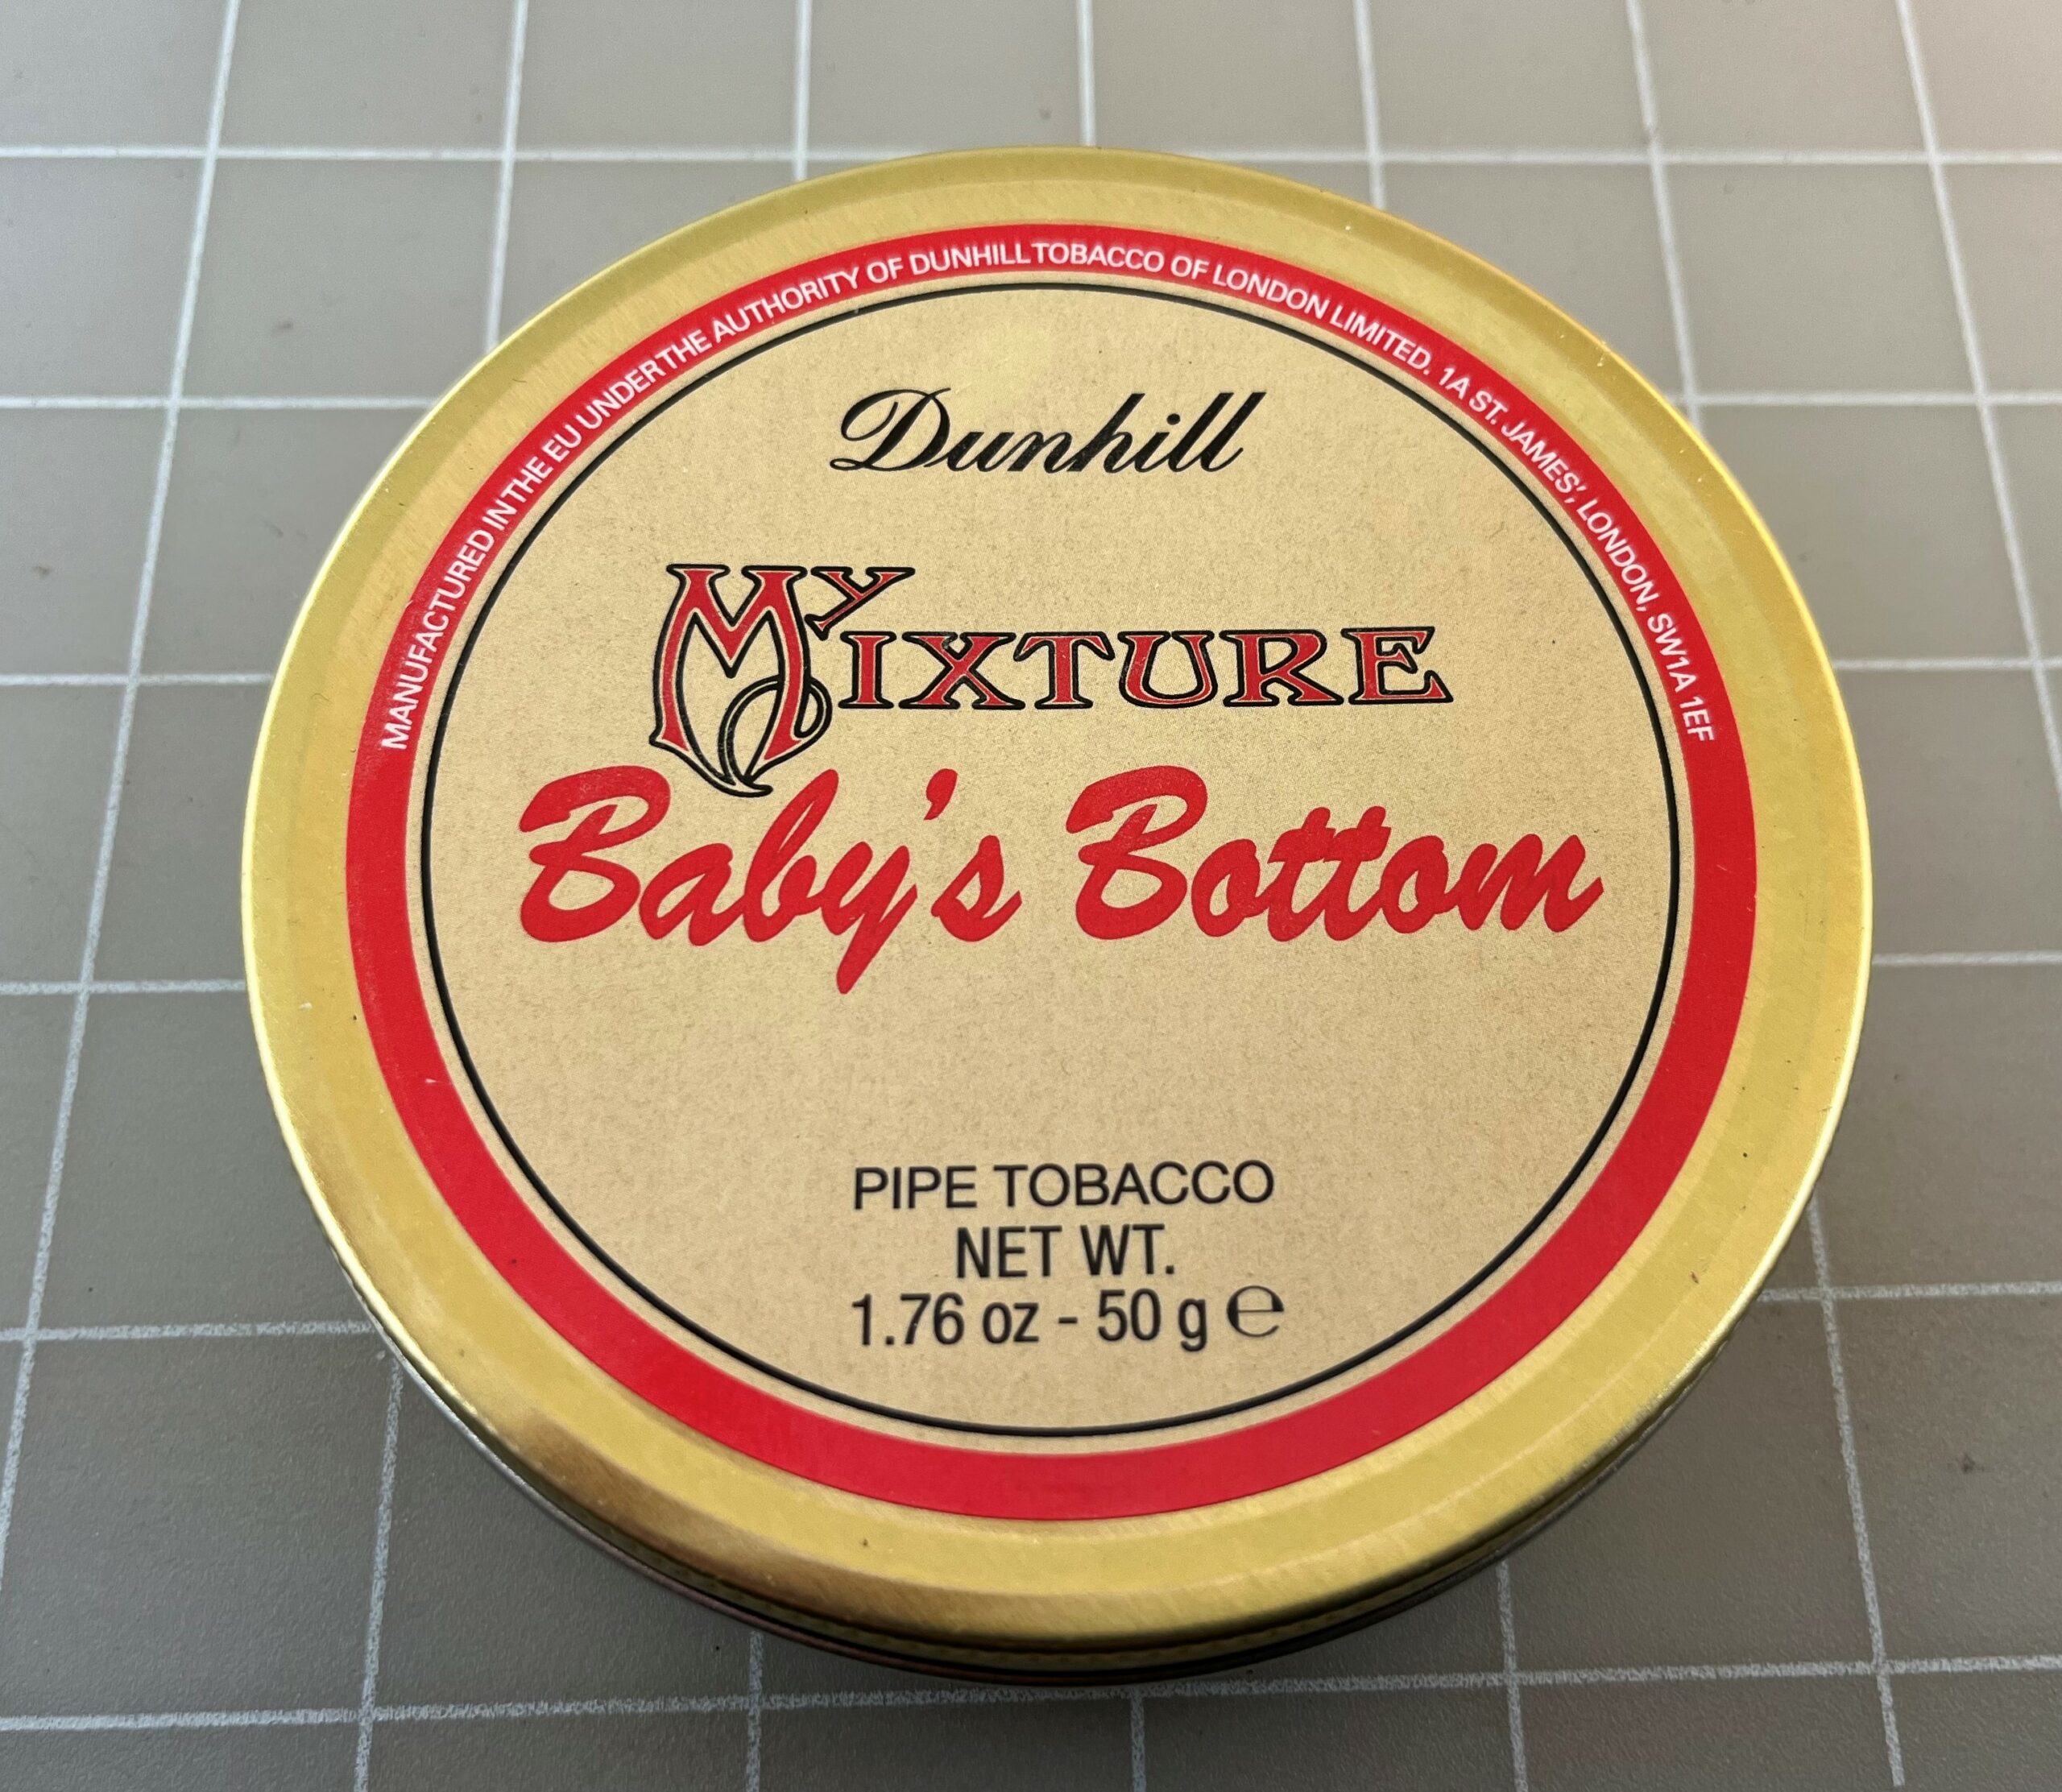 MANUFACTURED IN THE EU UNDER THE AUTHORITY OF DUNHILL TOBACCO OF LONDON LIMITED. 1A ST. JAMES', LONDON, SW1A 1EF
Dunhill
MY MIXTURE
Baby's Bottom
PIPE TOBACCO
NET WT.
1.76 oz - 50 g ℮